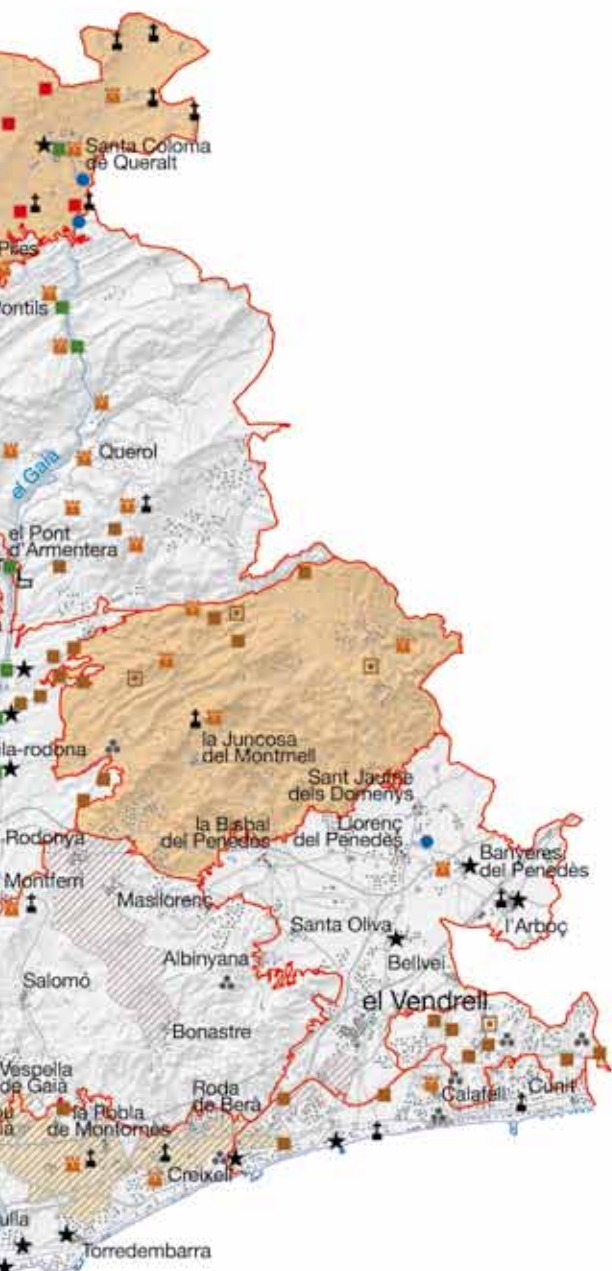 Santa Coloma
de Queralt
Piles
Querol
el Gaià
el Pont
d'Armentera
la Juncosa
del Montmell
Sant Jaume
dels Domenys
la Bisbal
del Penedès
Llorenç
del Penedès
Rodonyà
Montferri
Masllorenç
Banyeres
del Penedès
l'Arboç
Santa Oliva
Bellvei
Albinyana
Salomó
el Vendrell
Bonastre
Vespella
de Gaià
Roda
de Berà
Calafell
Cunit
la Pobla
de Montornès
Creixell
Torredembarra